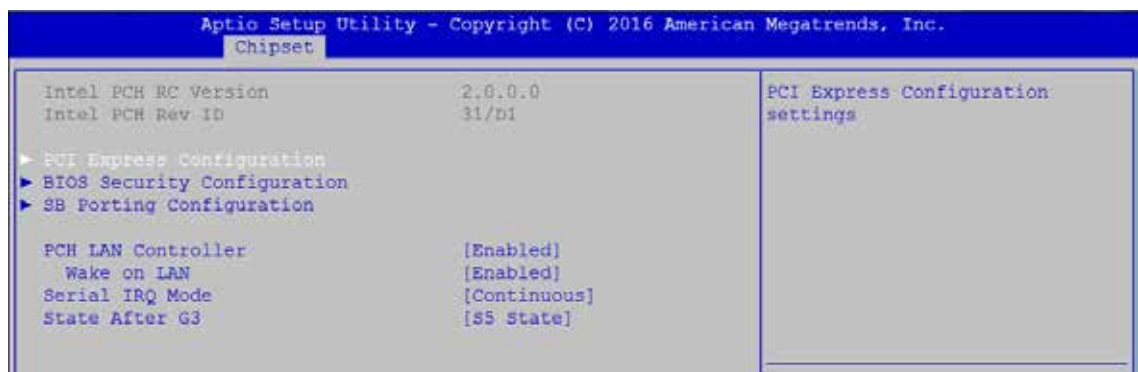 Aptio Setup Utility - Copyright (C) 2016 American Megatrends, Inc.
Chipset
Intel PCH RC Version 2.0.0.0
Intel PCH Rev ID 31/D1
PCI Express Configuration
settings
► PCI Express Configuration
► BIOS Security Configuration
► SB Porting Configuration
PCH LAN Controller [Enabled]
Wake on LAN [Enabled]
Serial IRQ Mode [Continuous]
State After G3 [S5 State]